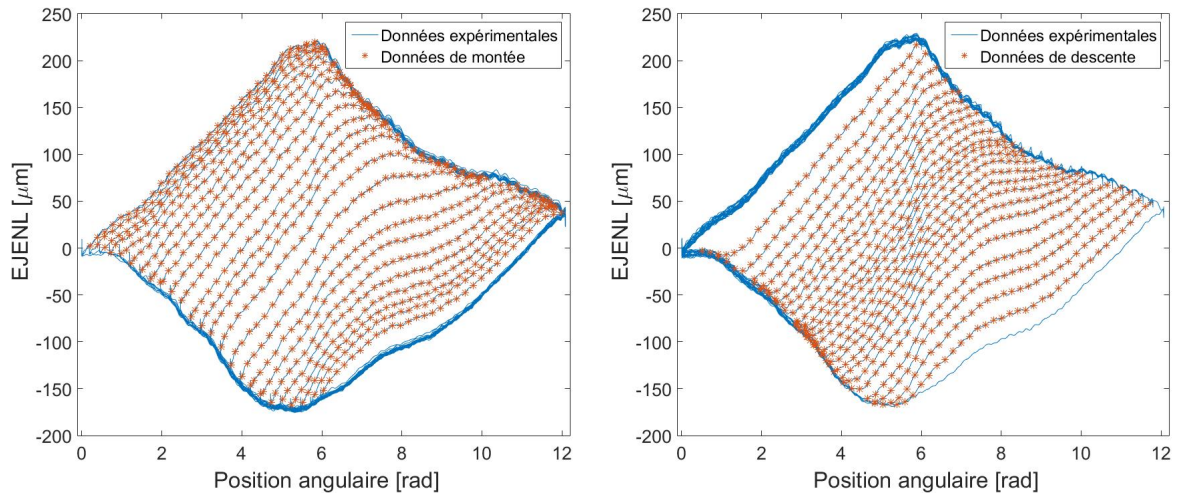 250
200
150
100
50
0
-50
-100
-150
-200
EJENL [μm]
0 2 4 6 8 10 12
Position angulaire [rad]
Données expérimentales
Données de montée
250
200
150
100
50
0
-50
-100
-150
-200
EJENL [μm]
0 2 4 6 8 10 12
Position angulaire [rad]
Données expérimentales
Données de descente